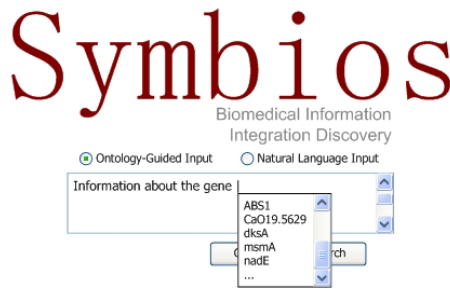 Symbios
Biomedical Information
Integration Discovery
Ontology-Guided Input Natural Language Input
Information about the gene
ABS1
CaO19.5629
dksA
msmA
nadE
...